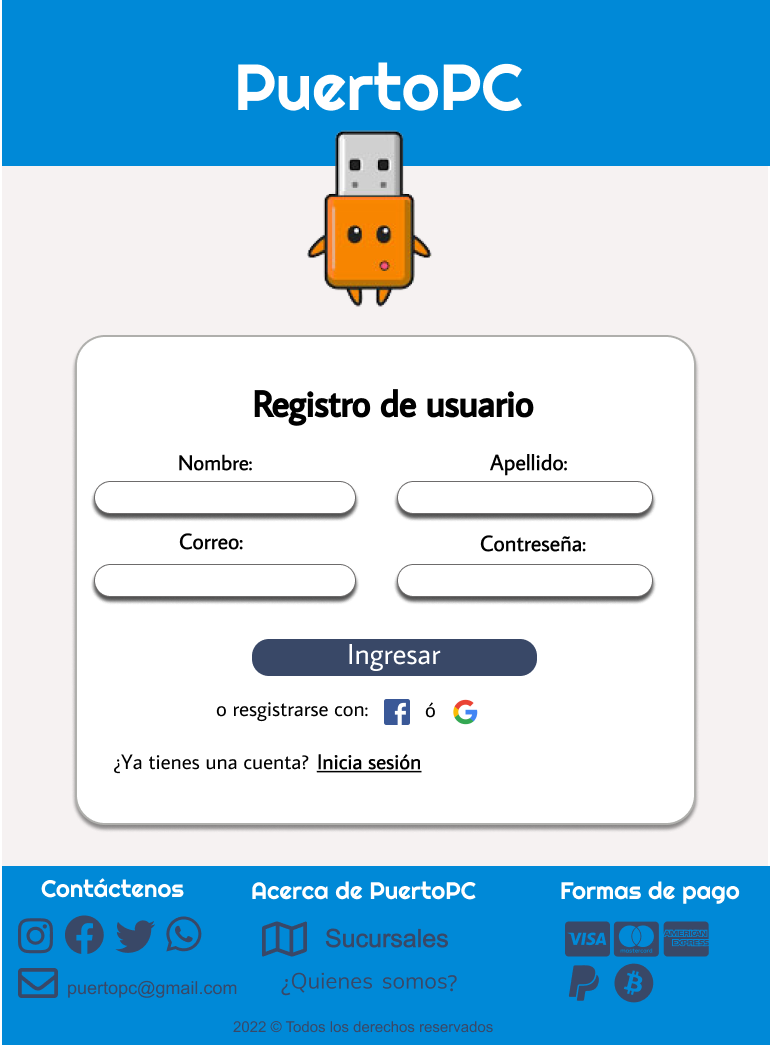 PuertoPC
Registro de usuario
Nombre: Apellido:
Correo: Contreseña:
Ingresar
o resgistrarse con: f ó G
¿Ya tienes una cuenta? Inicia sesión
Contáctenos Acerca de PuertoPC Formas de pago
Sucursales VISA mastercard AMERICAN EXPRESS
puertopc@gmail.com ¿Quienes somos?
2022 © Todos los derechos reservados